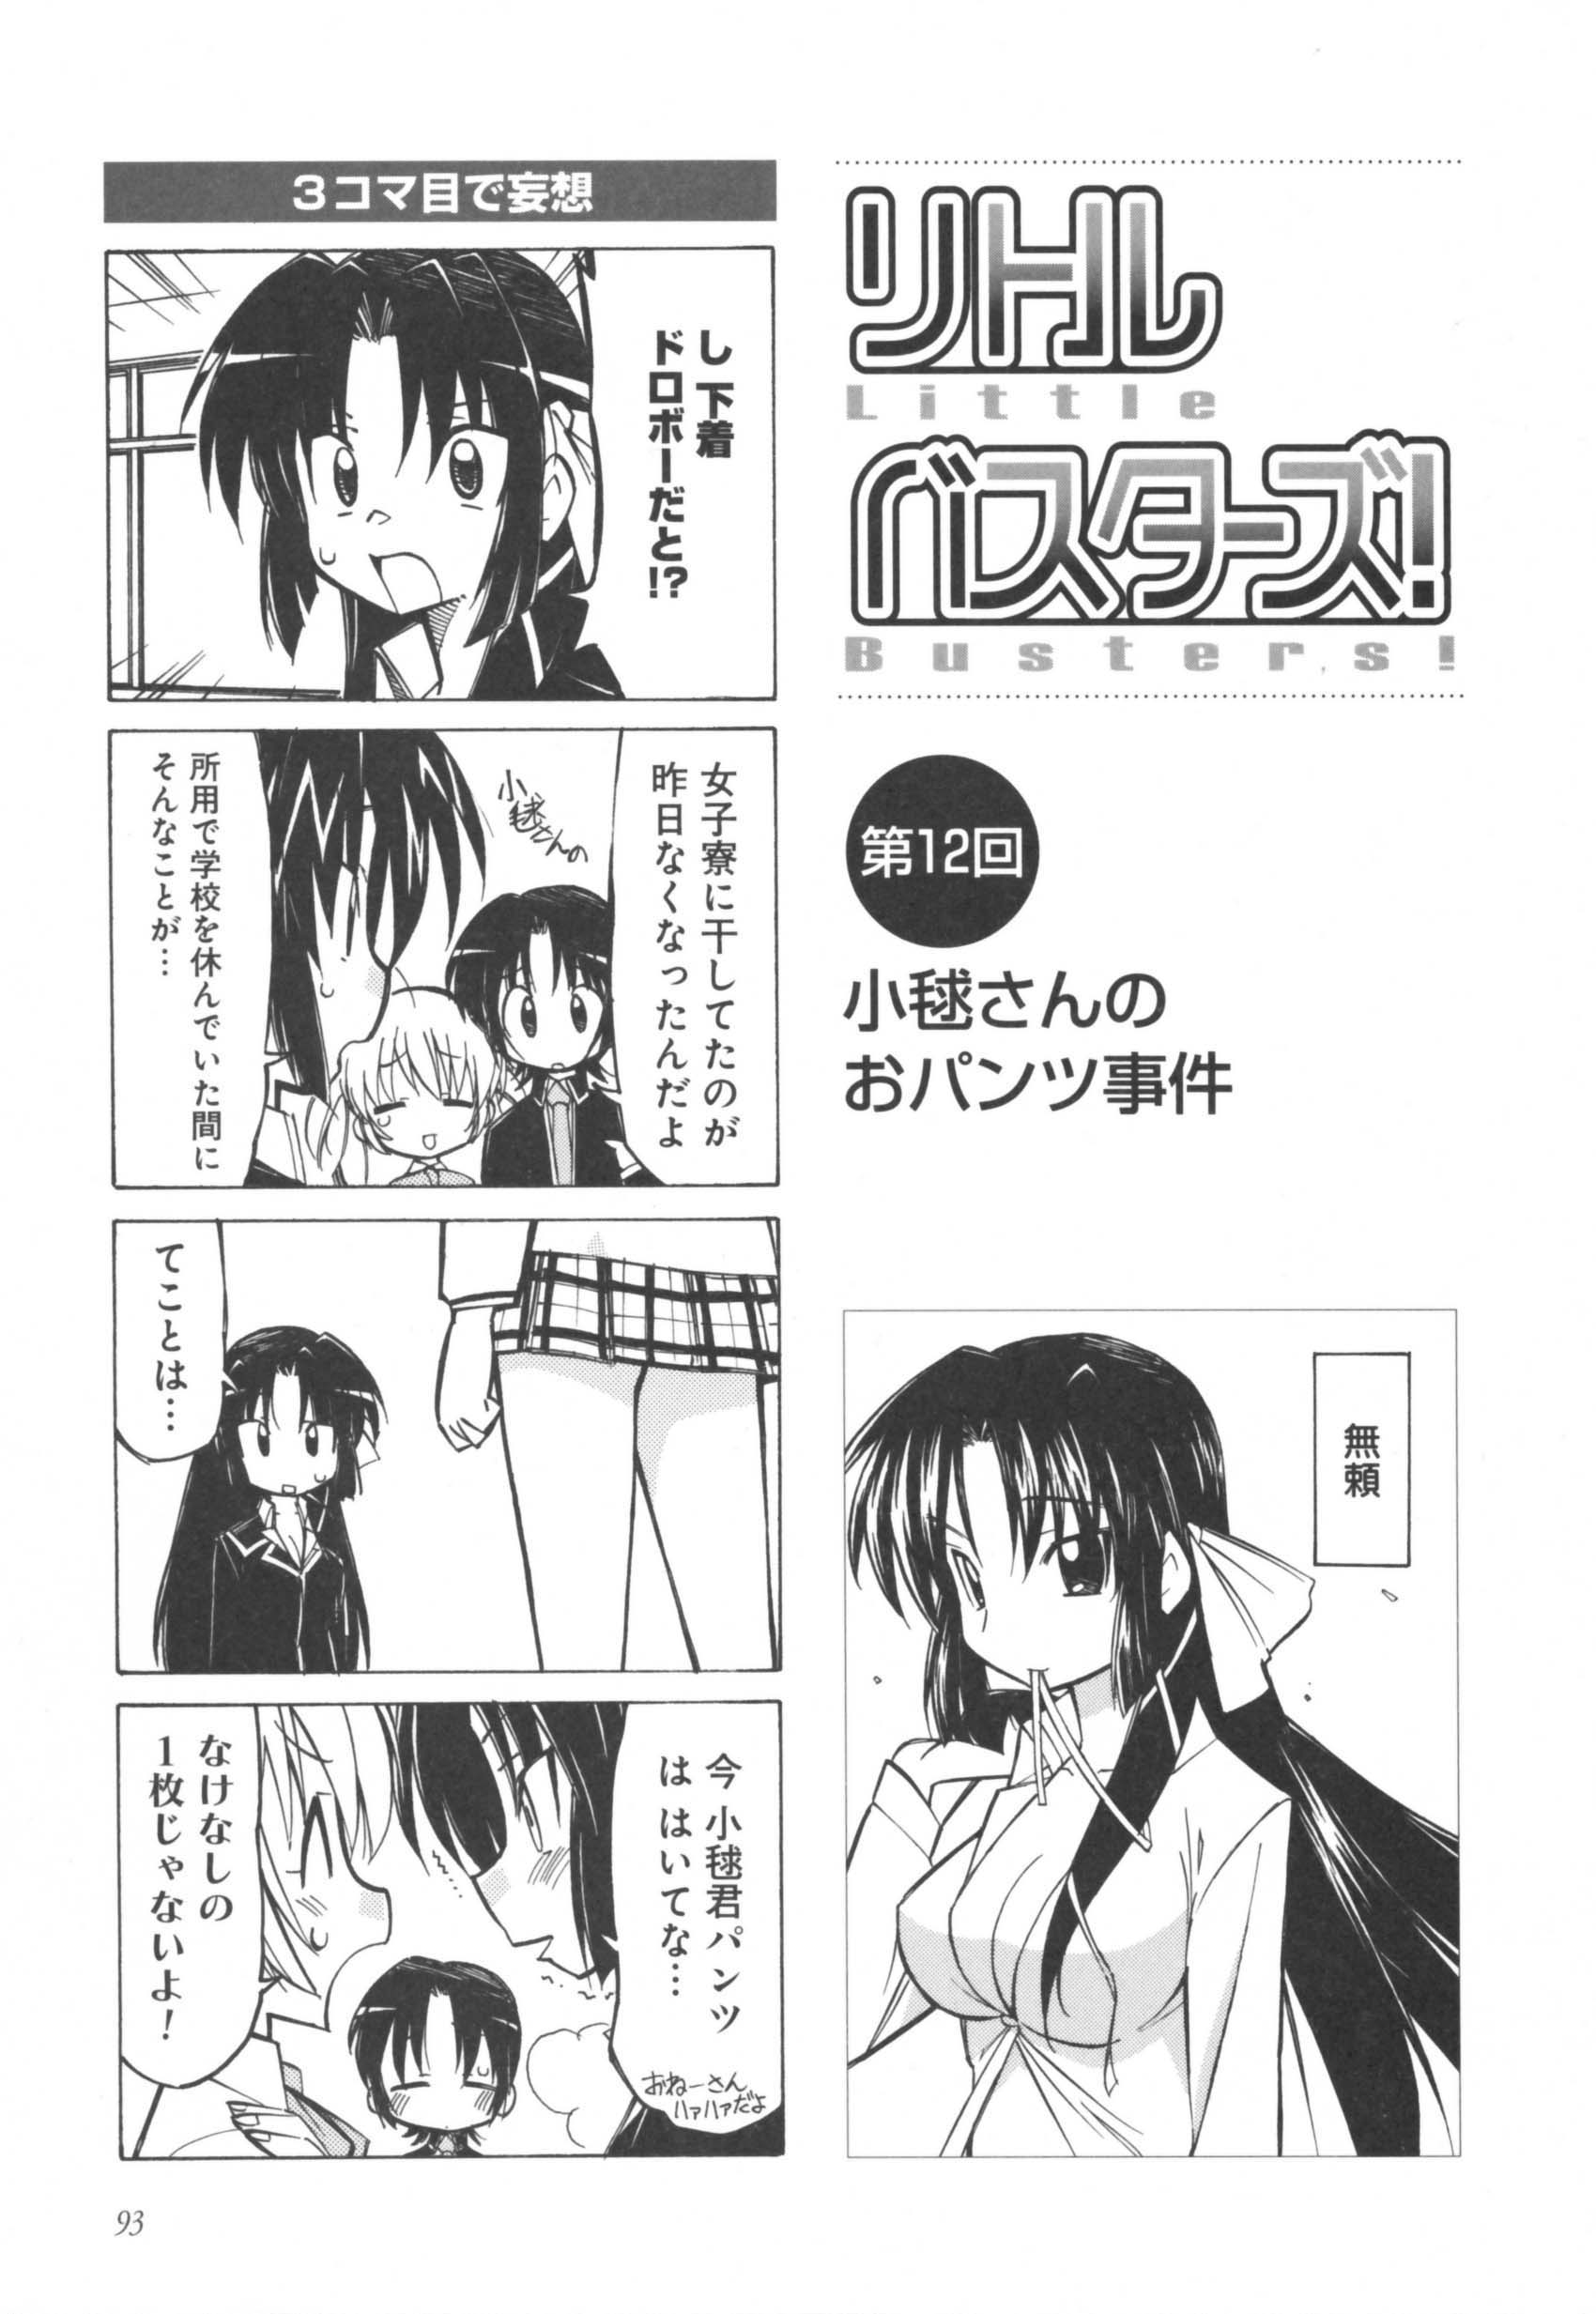 リトル
Little
バスターズ!
Busters!
第12回
小毬さんの
おパンツ事件
無頼
3コマ目で妄想
し 下着
ドロボーだと!?
女子寮に干してたのが
昨日なくなったんだよ
小毬さんの
所用で学校を休んでいた間に
そんなことが…
てことは…
今 小毬君パンツ
は はいてな…
おねーさん
ハァハァだよ
なけなしの
1枚じゃないよ!
93